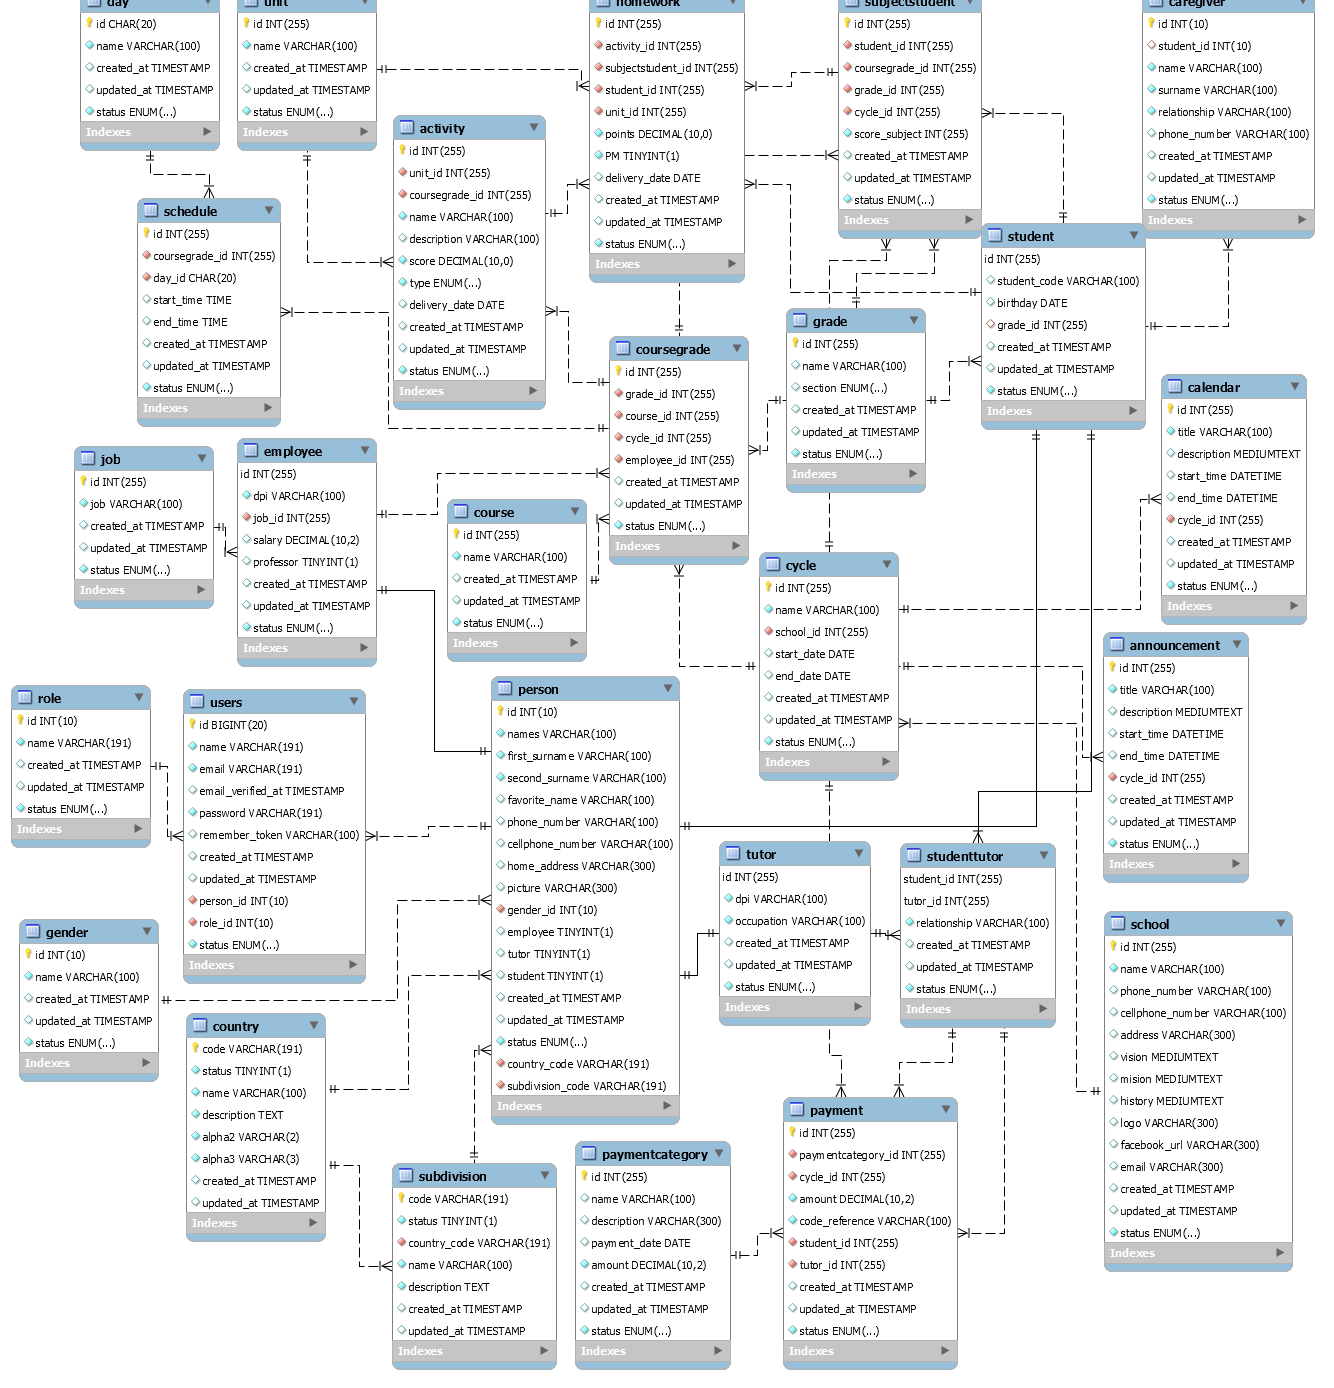 day
id CHAR(20)
name VARCHAR(100)
created_at TIMESTAMP
updated_at TIMESTAMP
status ENUM(...)
Indexes
unit
id INT(255)
name VARCHAR(100)
created_at TIMESTAMP
updated_at TIMESTAMP
status ENUM(...)
Indexes
homework
id INT(255)
activity_id INT(255)
subjectstudent_id INT(255)
student_id INT(255)
unit_id INT(255)
points DECIMAL(10,0)
PM TINYINT(1)
delivery_date DATE
created_at TIMESTAMP
updated_at TIMESTAMP
status ENUM(...)
Indexes
subjectstudent
id INT(255)
student_id INT(255)
coursegrade_id INT(255)
grade_id INT(255)
cycle_id INT(255)
score_subject INT(255)
created_at TIMESTAMP
updated_at TIMESTAMP
status ENUM(...)
Indexes
caregiver
id INT(10)
student_id INT(10)
name VARCHAR(100)
surname VARCHAR(100)
relationship VARCHAR(100)
phone_number VARCHAR(100)
created_at TIMESTAMP
updated_at TIMESTAMP
status ENUM(...)
Indexes
activity
id INT(255)
unit_id INT(255)
coursegrade_id INT(255)
name VARCHAR(100)
description VARCHAR(100)
score DECIMAL(10,0)
type ENUM(...)
delivery_date DATE
created_at TIMESTAMP
updated_at TIMESTAMP
status ENUM(...)
Indexes
schedule
id INT(255)
coursegrade_id INT(255)
day_id CHAR(20)
start_time TIME
end_time TIME
created_at TIMESTAMP
updated_at TIMESTAMP
status ENUM(...)
Indexes
student
id INT(255)
student_code VARCHAR(100)
birthday DATE
grade_id INT(255)
created_at TIMESTAMP
updated_at TIMESTAMP
status ENUM(...)
Indexes
grade
id INT(255)
name VARCHAR(100)
section ENUM(...)
created_at TIMESTAMP
updated_at TIMESTAMP
status ENUM(...)
Indexes
coursegrade
id INT(255)
grade_id INT(255)
course_id INT(255)
cycle_id INT(255)
employee_id INT(255)
created_at TIMESTAMP
updated_at TIMESTAMP
status ENUM(...)
Indexes
calendar
id INT(255)
title VARCHAR(100)
description MEDIUMTEXT
start_time DATETIME
end_time DATETIME
cycle_id INT(255)
created_at TIMESTAMP
updated_at TIMESTAMP
status ENUM(...)
Indexes
job
id INT(255)
job VARCHAR(100)
created_at TIMESTAMP
updated_at TIMESTAMP
status ENUM(...)
Indexes
employee
id INT(255)
dpi VARCHAR(100)
job_id INT(255)
salary DECIMAL(10,2)
professor TINYINT(1)
created_at TIMESTAMP
updated_at TIMESTAMP
status ENUM(...)
Indexes
course
id INT(255)
name VARCHAR(100)
created_at TIMESTAMP
updated_at TIMESTAMP
status ENUM(...)
Indexes
cycle
id INT(255)
name VARCHAR(100)
school_id INT(255)
start_date DATE
end_date DATE
created_at TIMESTAMP
updated_at TIMESTAMP
status ENUM(...)
Indexes
announcement
id INT(255)
title VARCHAR(100)
description MEDIUMTEXT
start_time DATETIME
end_time DATETIME
cycle_id INT(255)
created_at TIMESTAMP
updated_at TIMESTAMP
status ENUM(...)
Indexes
role
id INT(10)
name VARCHAR(191)
created_at TIMESTAMP
updated_at TIMESTAMP
status ENUM(...)
Indexes
users
id BIGINT(20)
name VARCHAR(191)
email VARCHAR(191)
email_verified_at TIMESTAMP
password VARCHAR(191)
remember_token VARCHAR(100)
created_at TIMESTAMP
updated_at TIMESTAMP
person_id INT(10)
role_id INT(10)
status ENUM(...)
Indexes
person
id INT(10)
names VARCHAR(100)
first_surname VARCHAR(100)
second_surname VARCHAR(100)
favorite_name VARCHAR(100)
phone_number VARCHAR(100)
cellphone_number VARCHAR(100)
home_address VARCHAR(300)
picture VARCHAR(300)
gender_id INT(10)
employee TINYINT(1)
tutor TINYINT(1)
student TINYINT(1)
created_at TIMESTAMP
updated_at TIMESTAMP
status ENUM(...)
country_code VARCHAR(191)
subdivision_code VARCHAR(191)
Indexes
tutor
id INT(255)
dpi VARCHAR(100)
occupation VARCHAR(100)
created_at TIMESTAMP
updated_at TIMESTAMP
status ENUM(...)
Indexes
studenttutor
student_id INT(255)
tutor_id INT(255)
relationship VARCHAR(100)
created_at TIMESTAMP
updated_at TIMESTAMP
status ENUM(...)
Indexes
gender
id INT(10)
name VARCHAR(100)
created_at TIMESTAMP
updated_at TIMESTAMP
status ENUM(...)
Indexes
school
id INT(255)
name VARCHAR(100)
phone_number VARCHAR(100)
cellphone_number VARCHAR(100)
address VARCHAR(300)
vision MEDIUMTEXT
mision MEDIUMTEXT
history MEDIUMTEXT
logo VARCHAR(300)
facebook_url VARCHAR(300)
email VARCHAR(300)
created_at TIMESTAMP
updated_at TIMESTAMP
status ENUM(...)
Indexes
country
code VARCHAR(191)
status TINYINT(1)
name VARCHAR(100)
description TEXT
alpha2 VARCHAR(2)
alpha3 VARCHAR(3)
created_at TIMESTAMP
updated_at TIMESTAMP
Indexes
subdivision
code VARCHAR(191)
status TINYINT(1)
country_code VARCHAR(191)
name VARCHAR(100)
description TEXT
created_at TIMESTAMP
updated_at TIMESTAMP
Indexes
paymentcategory
id INT(255)
name VARCHAR(100)
description VARCHAR(300)
payment_date DATE
amount DECIMAL(10,2)
created_at TIMESTAMP
updated_at TIMESTAMP
status ENUM(...)
Indexes
payment
id INT(255)
paymentcategory_id INT(255)
cycle_id INT(255)
amount DECIMAL(10,2)
code_reference VARCHAR(100)
student_id INT(255)
tutor_id INT(255)
created_at TIMESTAMP
updated_at TIMESTAMP
status ENUM(...)
Indexes